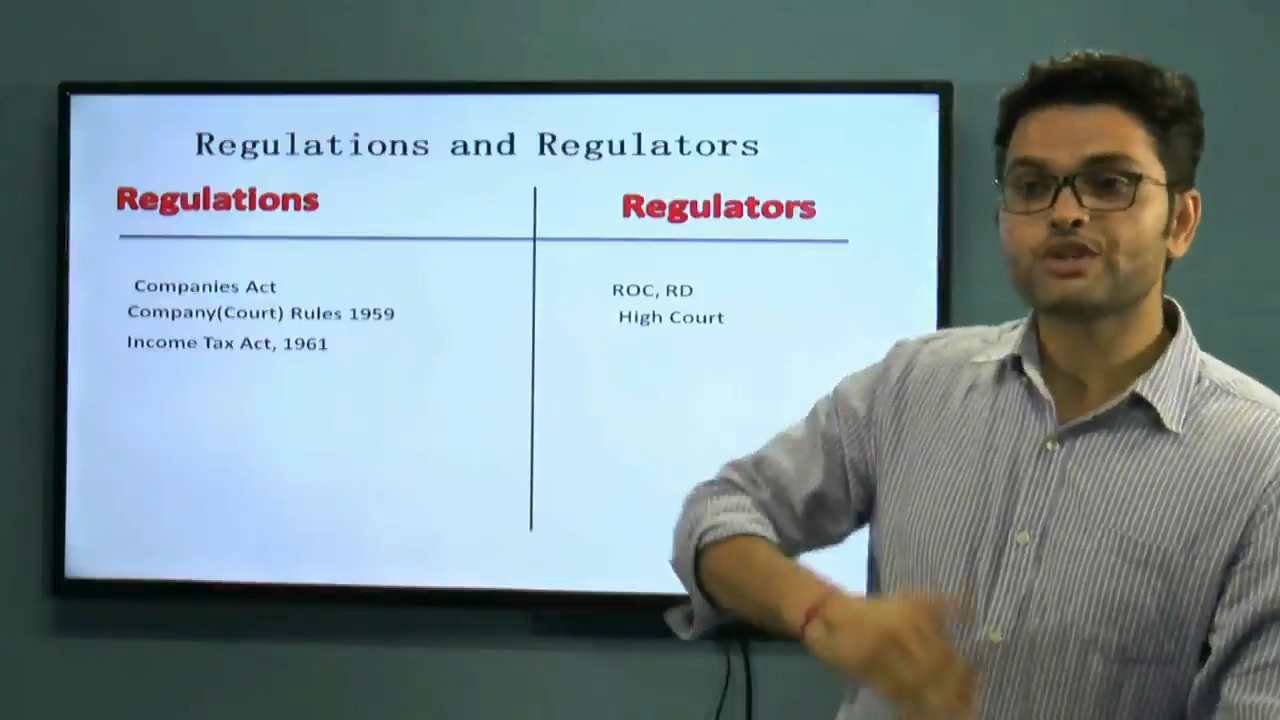 Regulations and Regulators
Regulations
Regulators
Companies Act
ROC, RD
Company(Court) Rules 1959
High Court
Income Tax Act, 1961